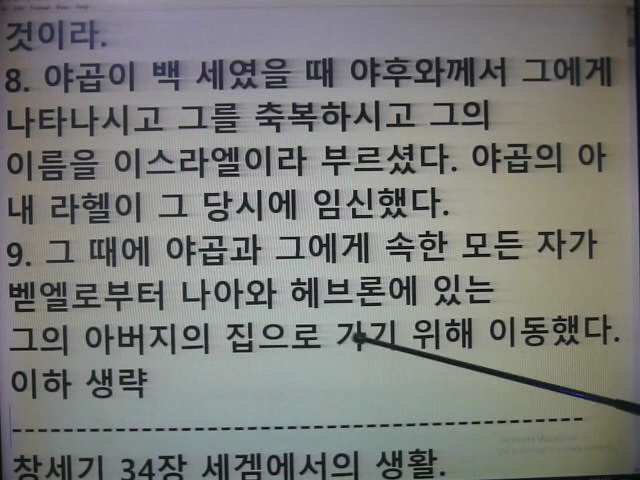 것이라.
8. 야곱이 백 세였을 때 야후와께서 그에게
나타나시고 그를 축복하시고 그의
이름을 이스라엘이라 부르셨다. 야곱의 아
내 라헬이 그 당시에 임신했다.
9. 그 때에 야곱과 그에게 속한 모든 자가
벧엘로부터 나아와 헤브론에 있는
그의 아버지의 집으로 가기 위해 이동했다.
이하 생략
--------------------------------------------
Activate Windows
창세기 34장 세겜에서의 생활.